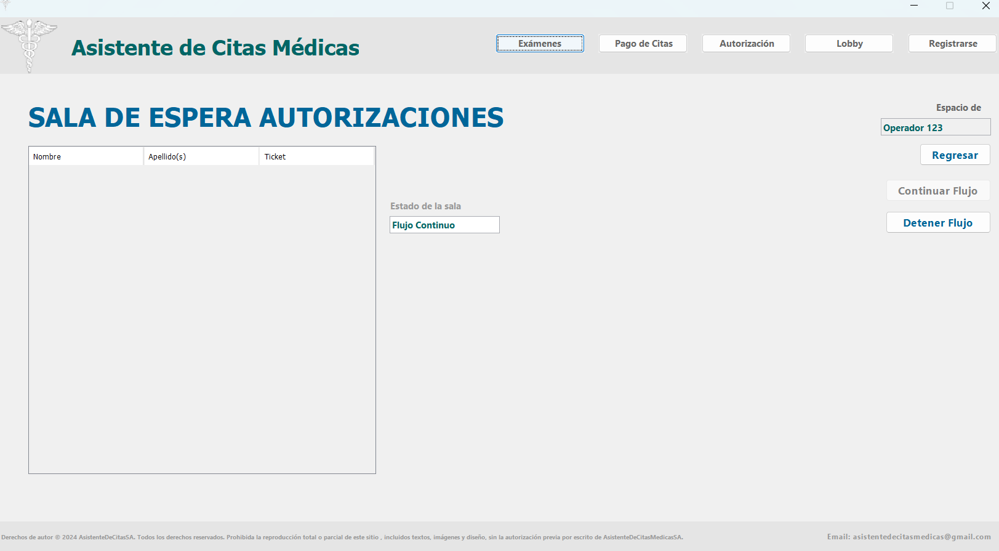 Asistente de Citas Médicas
Exámenes
Pago de Citas
Autorización
Lobby
Registrarse
SALA DE ESPERA AUTORIZACIONES
Espacio de
Operador 123
Regresar
Nombre
Apellido(s)
Ticket
Continuar Flujo
Estado de la sala
Flujo Continuo
Detener Flujo
Derechos de autor © 2024 AsistenteDeCitasSA. Todos los derechos reservados. Prohibida la reproducción total o parcial de este sitio , incluidos textos, imágenes y diseño, sin la autorización previa por escrito de AsistenteDeCitasMedicasSA.
Email: asistentedecitasmedicas@gmail.com